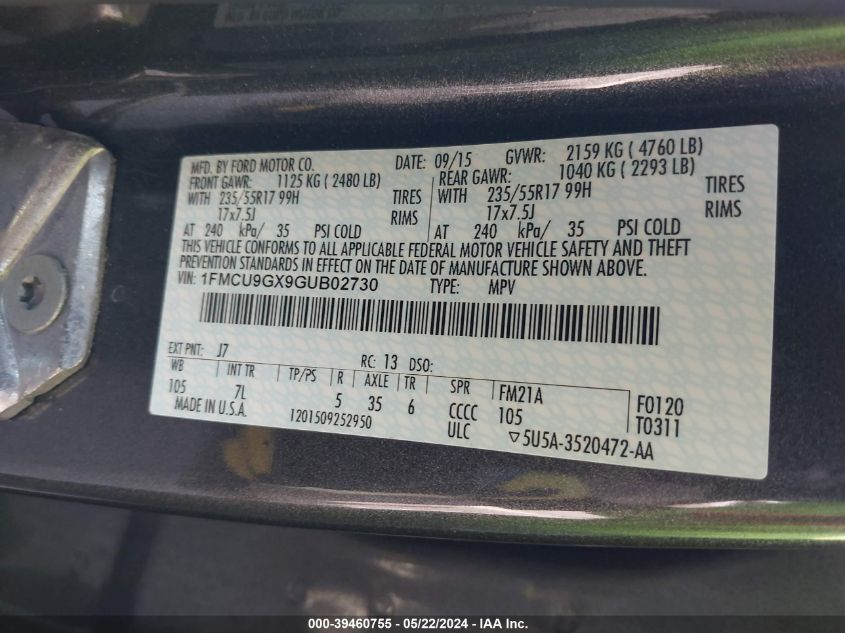 MFD. BY FORD MOTOR CO. DATE: 09/15 GVWR: 2159 KG ( 4760 LB)
FRONT GAWR: 1125 KG ( 2480 LB) REAR GAWR: 1040 KG ( 2293 LB)
WITH 235/55R17 99H TIRES WITH 235/55R17 99H TIRES
17x7.5J RIMS 17x7.5J RIMS
AT 240 kPa/ 35 PSI COLD AT 240 kPa/ 35 PSI COLD
THIS VEHICLE CONFORMS TO ALL APPLICABLE FEDERAL MOTOR VEHICLE SAFETY AND THEFT
PREVENTION STANDARDS IN EFFECT ON THE DATE OF MANUFACTURE SHOWN ABOVE.
VIN: 1FMCU9GX9GUB02730 TYPE: MPV
EXT PNT: J7 RC: 13 DSO:
WB INT TR TP/PS R AXLE TR SPR FM21A F0120
105 7L 5 35 6 CCCC 105 T0311
MADE IN U.S.A. 1201509252950 ULC ▽5U5A-3520472-AA
000-39460755 - 05/22/2024 - IAA Inc.